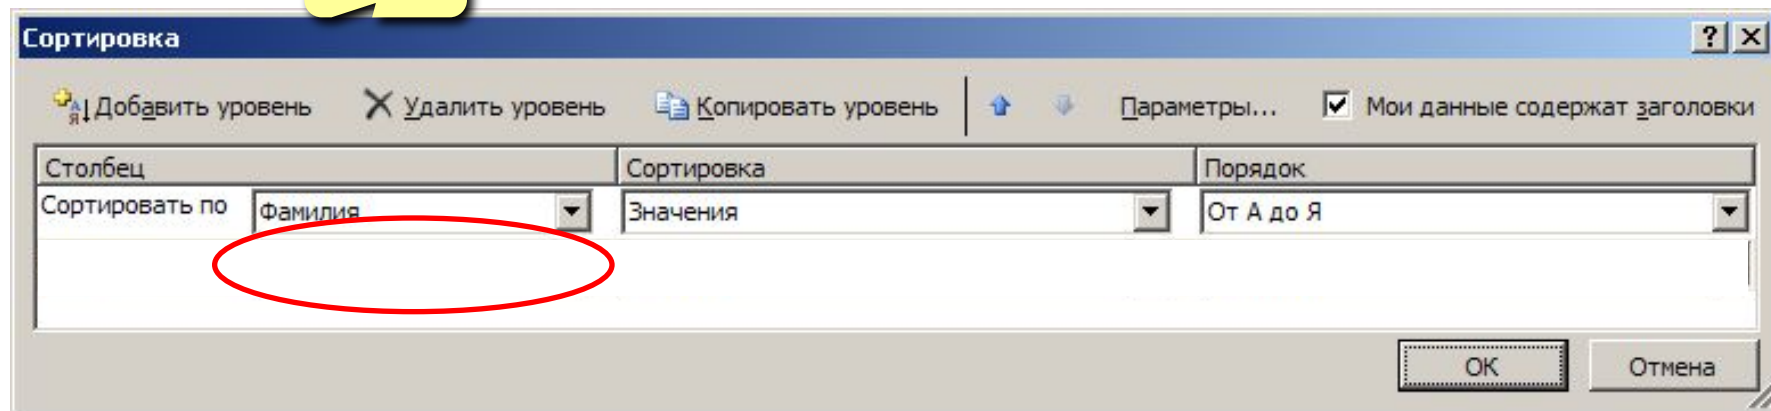 Сортировка
Добавить уровень Удалить уровень Копировать уровень Параметры... Мои данные содержат заголовки
Столбец Сортировка Порядок
Сортировать по Фамилия Значения От А до Я
ОК Отмена